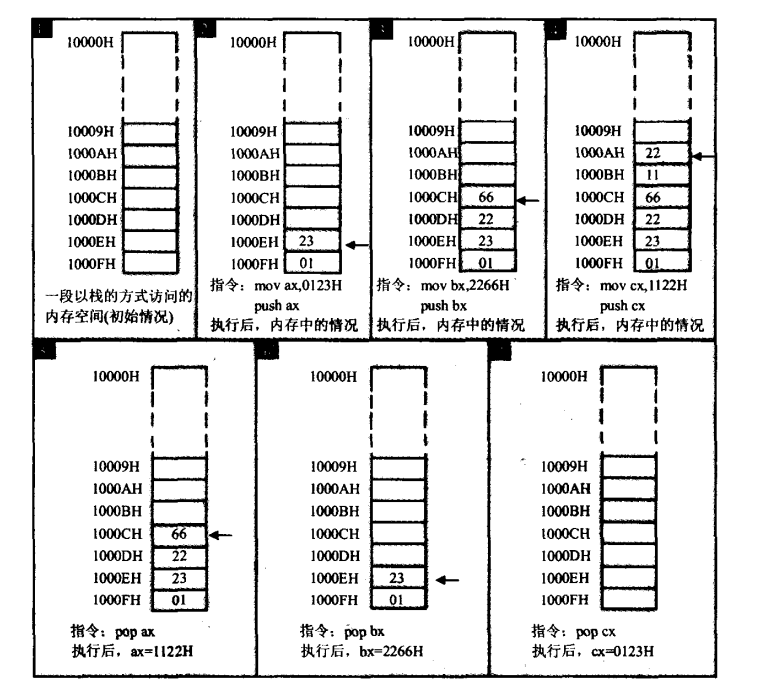 10000H
10009H
1000AH
1000BH
1000CH
1000DH
1000EH
1000FH
一段以栈的方式访问的
内存空间(初始情况)
10000H
10009H
1000AH
1000BH
1000CH
1000DH
1000EH 23
1000FH 01
指令：mov ax,0123H
push ax
执行后，内存中的情况
10000H
10009H
1000AH
1000BH
1000CH 66
1000DH 22
1000EH 23
1000FH 01
指令：mov bx,2266H
push bx
执行后，内存中的情况
10000H
10009H
1000AH 22
1000BH 11
1000CH 66
1000DH 22
1000EH 23
1000FH 01
指令：mov cx,1122H
push cx
执行后，内存中的情况
10000H
10009H
1000AH
1000BH
1000CH 66
1000DH 22
1000EH 23
1000FH 01
指令：pop ax
执行后，ax=1122H
10000H
10009H
1000AH
1000BH
1000CH
1000DH
1000EH 23
1000FH 01
指令：pop bx
执行后，bx=2266H
10000H
10009H
1000AH
1000BH
1000CH
1000DH
1000EH
1000FH
指令：pop cx
执行后，cx=0123H